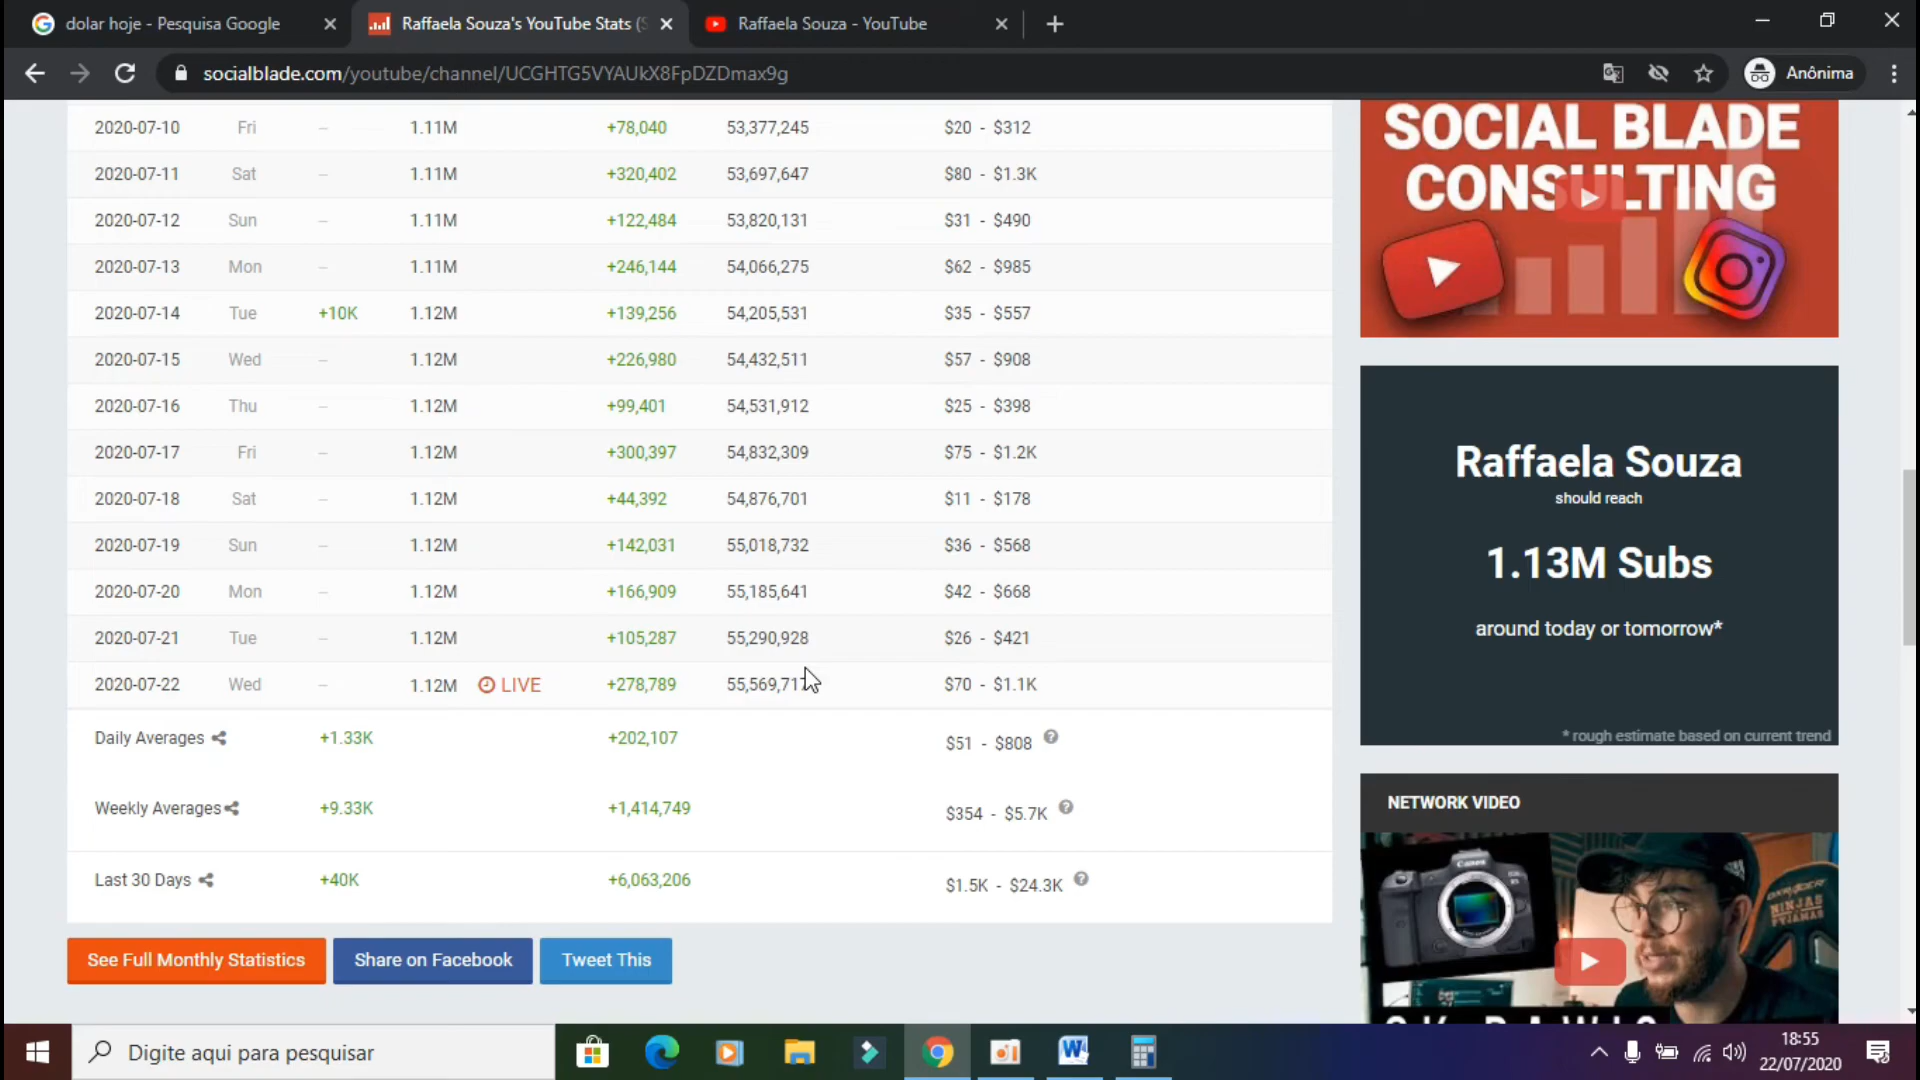 dolar hoje - Pesquisa Google
Raffaela Souza's YouTube Stats (S
Raffaela Souza - YouTube
socialblade.com/youtube/channel/UCGHTG5VYAUkX8FpDZDmax9g
Anônima
2020-07-10 Fri – 1.11M +78,040 53,377,245 $20 - $312
2020-07-11 Sat – 1.11M +320,402 53,697,647 $80 - $1.3K
2020-07-12 Sun – 1.11M +122,484 53,820,131 $31 - $490
2020-07-13 Mon – 1.11M +246,144 54,066,275 $62 - $985
2020-07-14 Tue +10K 1.12M +139,256 54,205,531 $35 - $557
2020-07-15 Wed – 1.12M +226,980 54,432,511 $57 - $908
2020-07-16 Thu – 1.12M +99,401 54,531,912 $25 - $398
2020-07-17 Fri – 1.12M +300,397 54,832,309 $75 - $1.2K
2020-07-18 Sat – 1.12M +44,392 54,876,701 $11 - $178
2020-07-19 Sun – 1.12M +142,031 55,018,732 $36 - $568
2020-07-20 Mon – 1.12M +166,909 55,185,641 $42 - $668
2020-07-21 Tue – 1.12M +105,287 55,290,928 $26 - $421
2020-07-22 Wed – 1.12M LIVE +278,789 55,569,717 $70 - $1.1K
Daily Averages +1.33K +202,107 $51 - $808
Weekly Averages +9.33K +1,414,749 $354 - $5.7K
Last 30 Days +40K +6,063,206 $1.5K - $24.3K
See Full Monthly Statistics
Share on Facebook
Tweet This
SOCIAL BLADE
CONSULTING
Raffaela Souza
should reach
1.13M Subs
around today or tomorrow*
* rough estimate based on current trend
NETWORK VIDEO
Canon
NINJAS
PYJAMAS
Digite aqui para pesquisar
18:55
22/07/2020